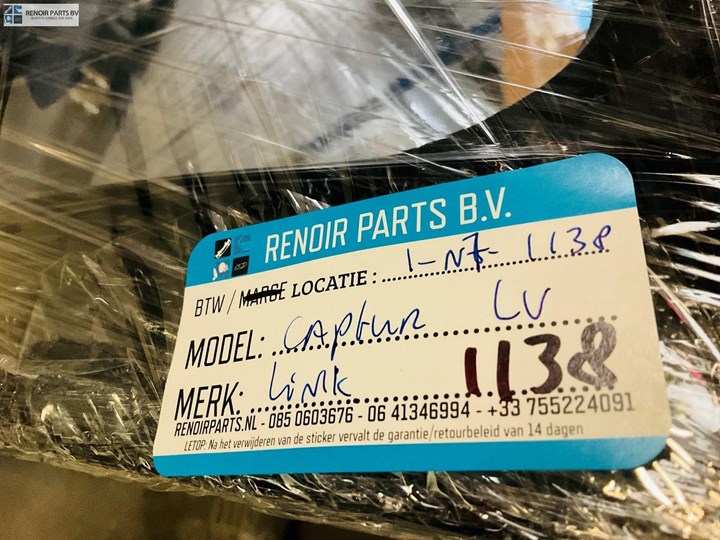 RENOIR PARTS BV
RENOIR PARTS B.V.
BTW / MARGE LOCATIE: 1-N7-1138
MODEL: CAPTUR LV
MERK: Link 1138
RENOIRPARTS.NL - 085 0603676 - 06 41346994 - +33 755224091
LETOP: Na het verwijderen van de sticker vervalt de garantie/retourbeleid van 14 dagen